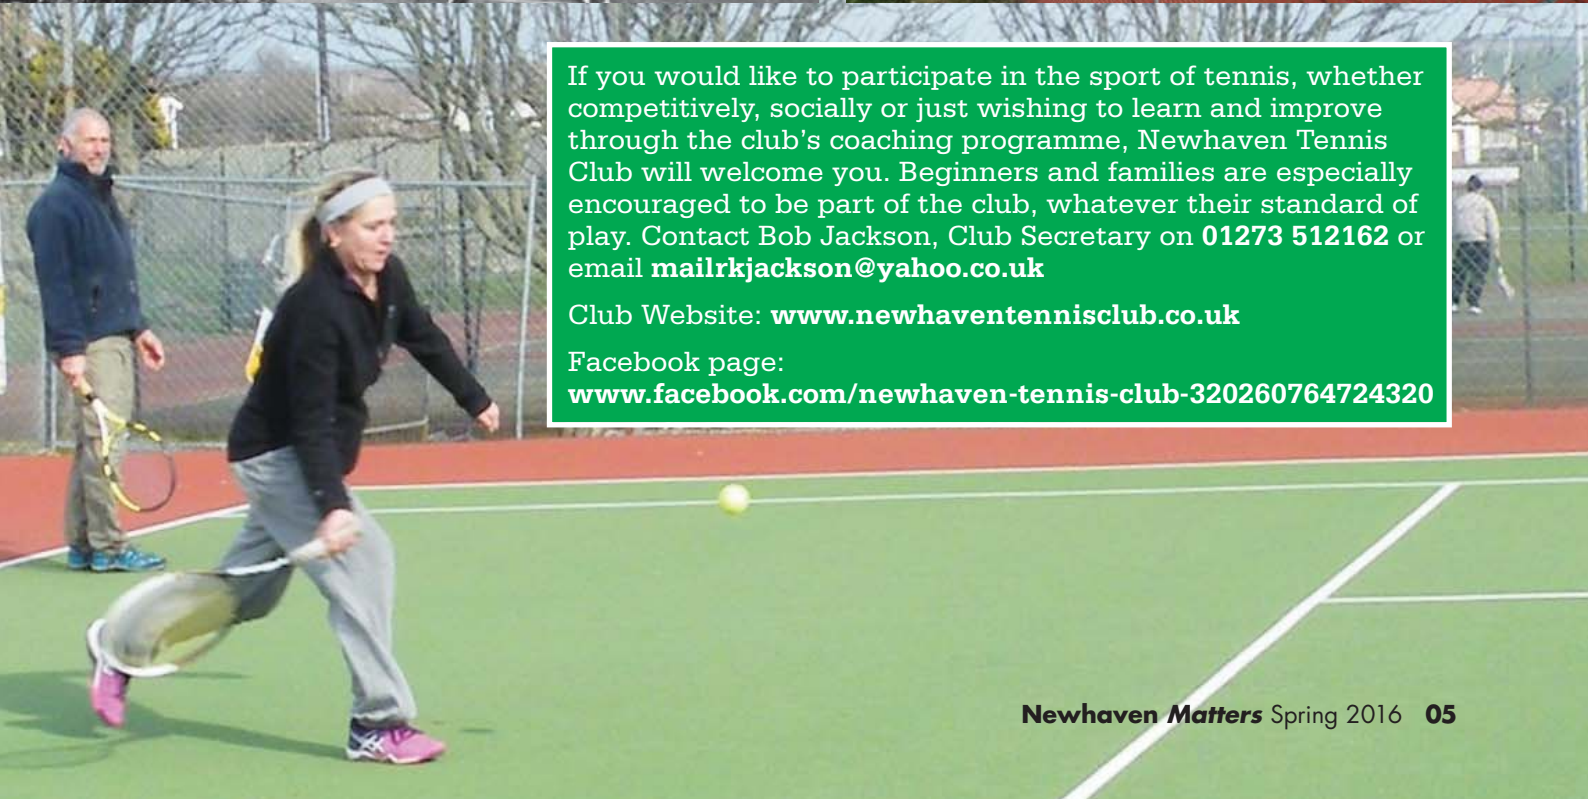 If you would like to participate in the sport of tennis, whether
competitively, socially or just wishing to learn and improve
through the club’s coaching programme, Newhaven Tennis
Club will welcome you. Beginners and families are especially
encouraged to be part of the club, whatever their standard of
play. Contact Bob Jackson, Club Secretary on 01273 512162 or
email mailrkjackson@yahoo.co.uk
Club Website: www.newhaventennisclub.co.uk
Facebook page:
www.facebook.com/newhaven-tennis-club-320260764724320
Newhaven Matters Spring 2016 05